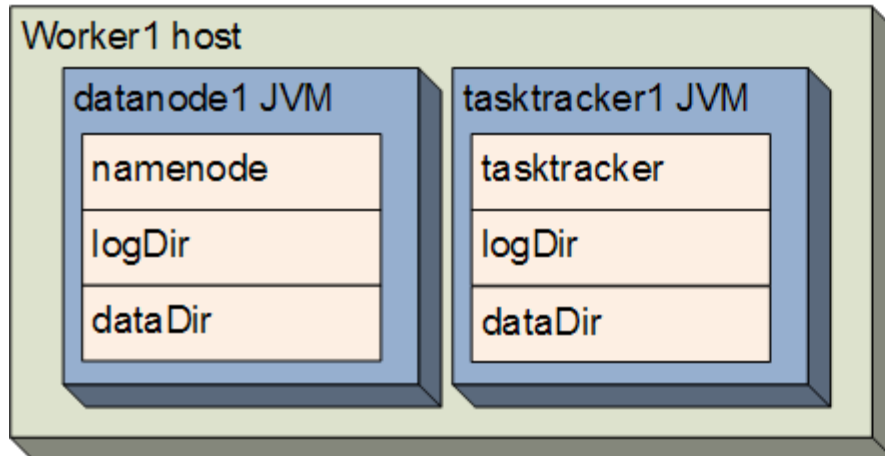 Worker1 host
datanode1 JVM
namenode
logDir
dataDir
tasktracker1 JVM
tasktracker
logDir
dataDir